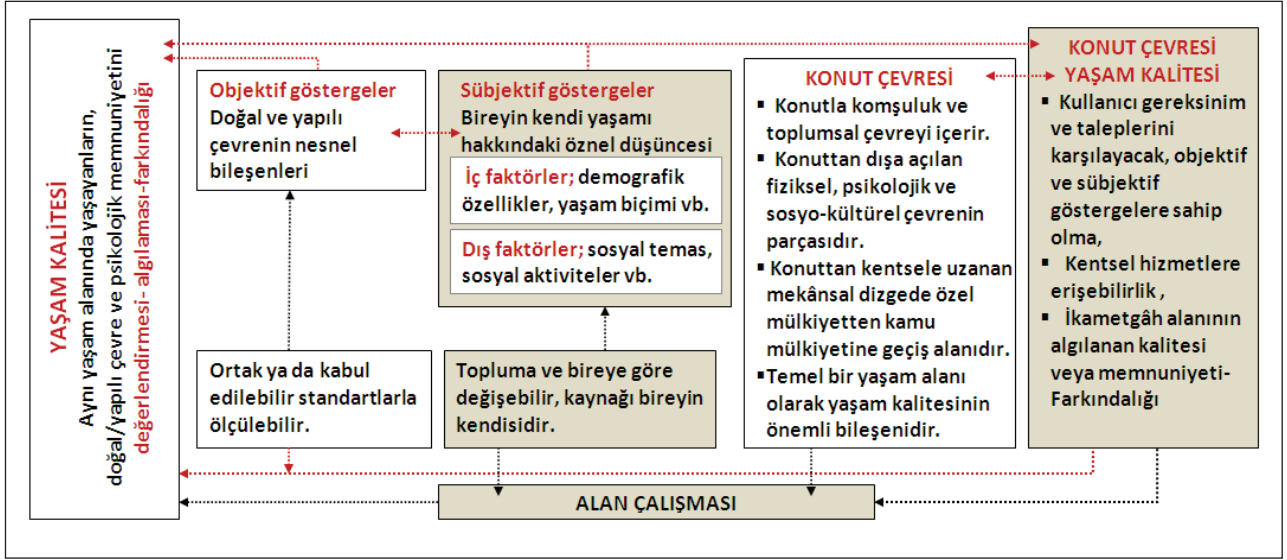 YAŞAM KALİTESİ
Aynı yaşam alanında yaşayanların,
doğal/yapılı çevre ve psikolojik memnuniyetini
değerlendirmesi- algılaması-farkındalığı
Objektif göstergeler
Doğal ve yapılı
çevrenin nesnel
bileşenleri
Ortak ya da kabul
edilebilir standartlarla
ölçülebilir.
Sübjektif göstergeler
Bireyin kendi yaşamı
hakkındaki öznel düşüncesi
İç faktörler; demografik
özellikler, yaşam biçimi vb.
Dış faktörler; sosyal temas,
sosyal aktiviteler vb.
Topluma ve bireye göre
değişebilir, kaynağı bireyin
kendisidir.
KONUT ÇEVRESİ
▪ Konutla komşuluk ve
toplumsal çevreyi içerir.
▪ Konuttan dışa açılan
fiziksel, psikolojik ve
sosyo-kültürel çevrenin
parçasıdır.
▪ Konuttan kentsele uzanan
mekânsal dizgede özel
mülkiyetten kamu
mülkiyetine geçiş alanıdır.
▪ Temel bir yaşam alanı
olarak yaşam kalitesinin
önemli bileşenidir.
KONUT ÇEVRESİ
YAŞAM KALİTESİ
▪ Kullanıcı gereksinim
ve taleplerini
karşılayacak, objektif
ve sübjektif
göstergelere sahip
olma,
▪ Kentsel hizmetlere
erişebilirlik ,
▪ İkametgâh alanının
algılanan kalitesi
veya memnuniyeti-
Farkındalığı
ALAN ÇALIŞMASI